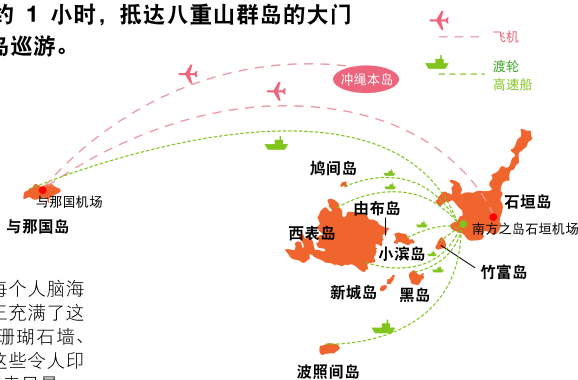 约 1 小时，抵达八重山群岛的大门
岛巡游。
飞机
渡轮
高速船
冲绳本岛
与那国机场
与那国岛
鸠间岛
由布岛
西表岛
小滨岛
石垣岛
南方之岛石垣机场
竹富岛
新城岛
黑岛
波照间岛
每个人脑海
正充满了这
珊瑚石墙、
这些令人印